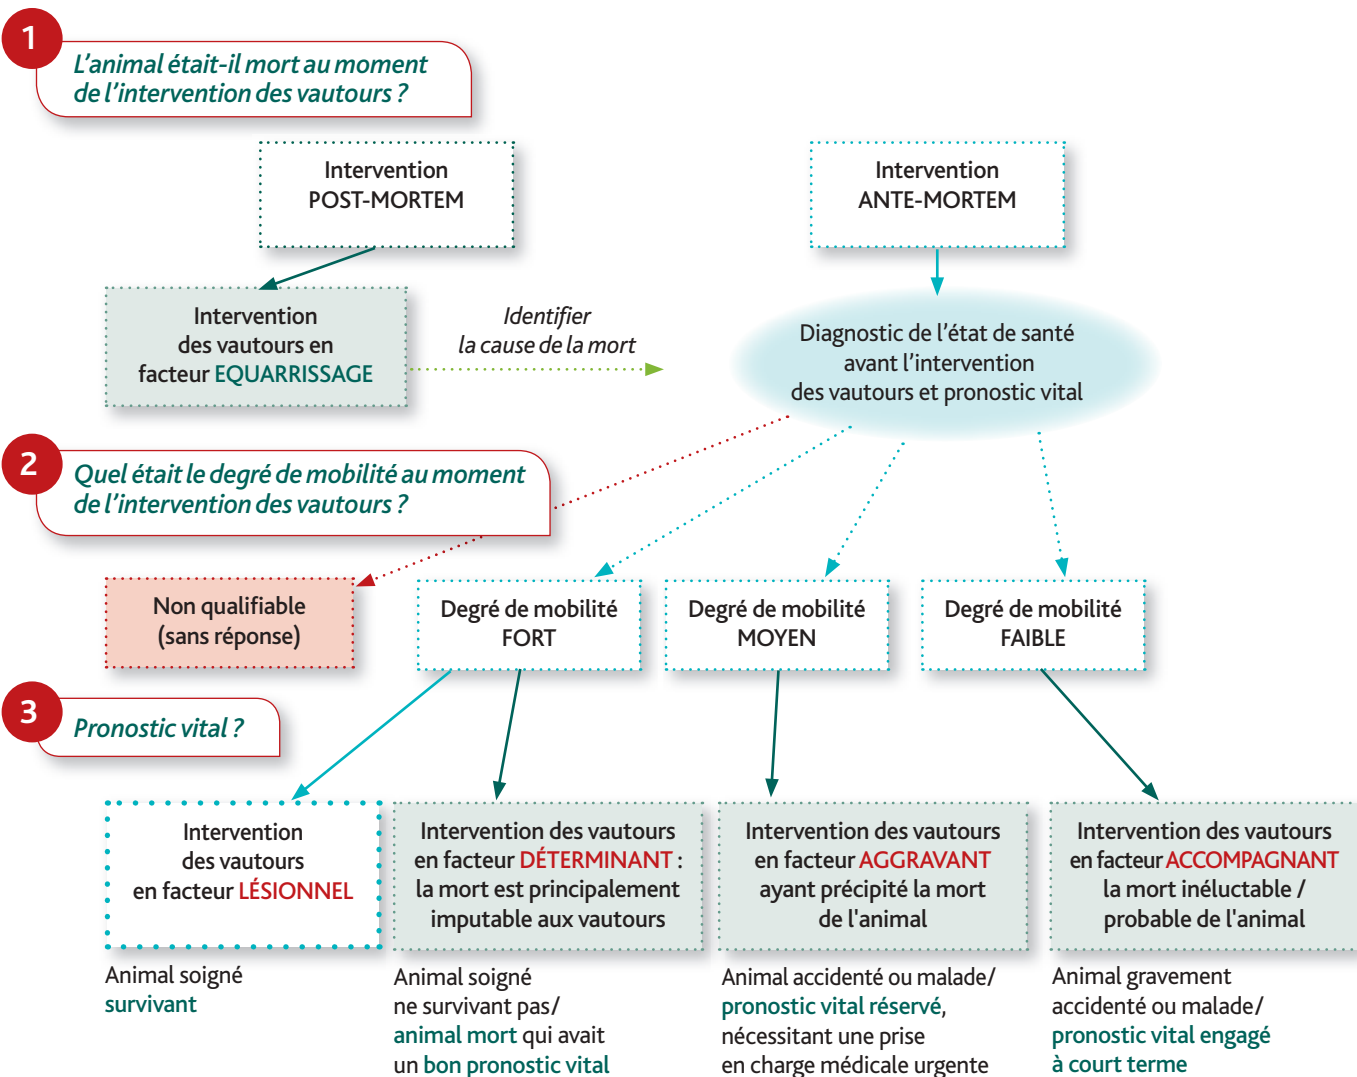 1
L'animal était-il mort au moment
de l'intervention des vautours ?
Intervention
POST-MORTEM
Intervention
ANTE-MORTEM
Intervention
des vautours en
facteur EQUARRISSAGE
Identifier
la cause de la mort
Diagnostic de l'état de santé
avant l'intervention
des vautours et pronostic vital
2
Quel était le degré de mobilité au moment
de l'intervention des vautours ?
Non qualifiable
(sans réponse)
Degré de mobilité
FORT
Degré de mobilité
MOYEN
Degré de mobilité
FAIBLE
3
Pronostic vital ?
Intervention
des vautours
en facteur LÉSIONNEL
Intervention des vautours
en facteur DÉTERMINANT :
la mort est principalement
imputable aux vautours
Intervention des vautours
en facteur AGGRAVANT
ayant précipité la mort
de l'animal
Intervention des vautours
en facteur ACCOMPAGNANT
la mort inéluctable /
probable de l'animal
Animal soigné
survivant
Animal soigné
ne survivant pas/
animal mort qui avait
un bon pronostic vital
Animal accidenté ou malade/
pronostic vital réservé,
nécessitant une prise
en charge médicale urgente
Animal gravement
accidenté ou malade/
pronostic vital engagé
à court terme